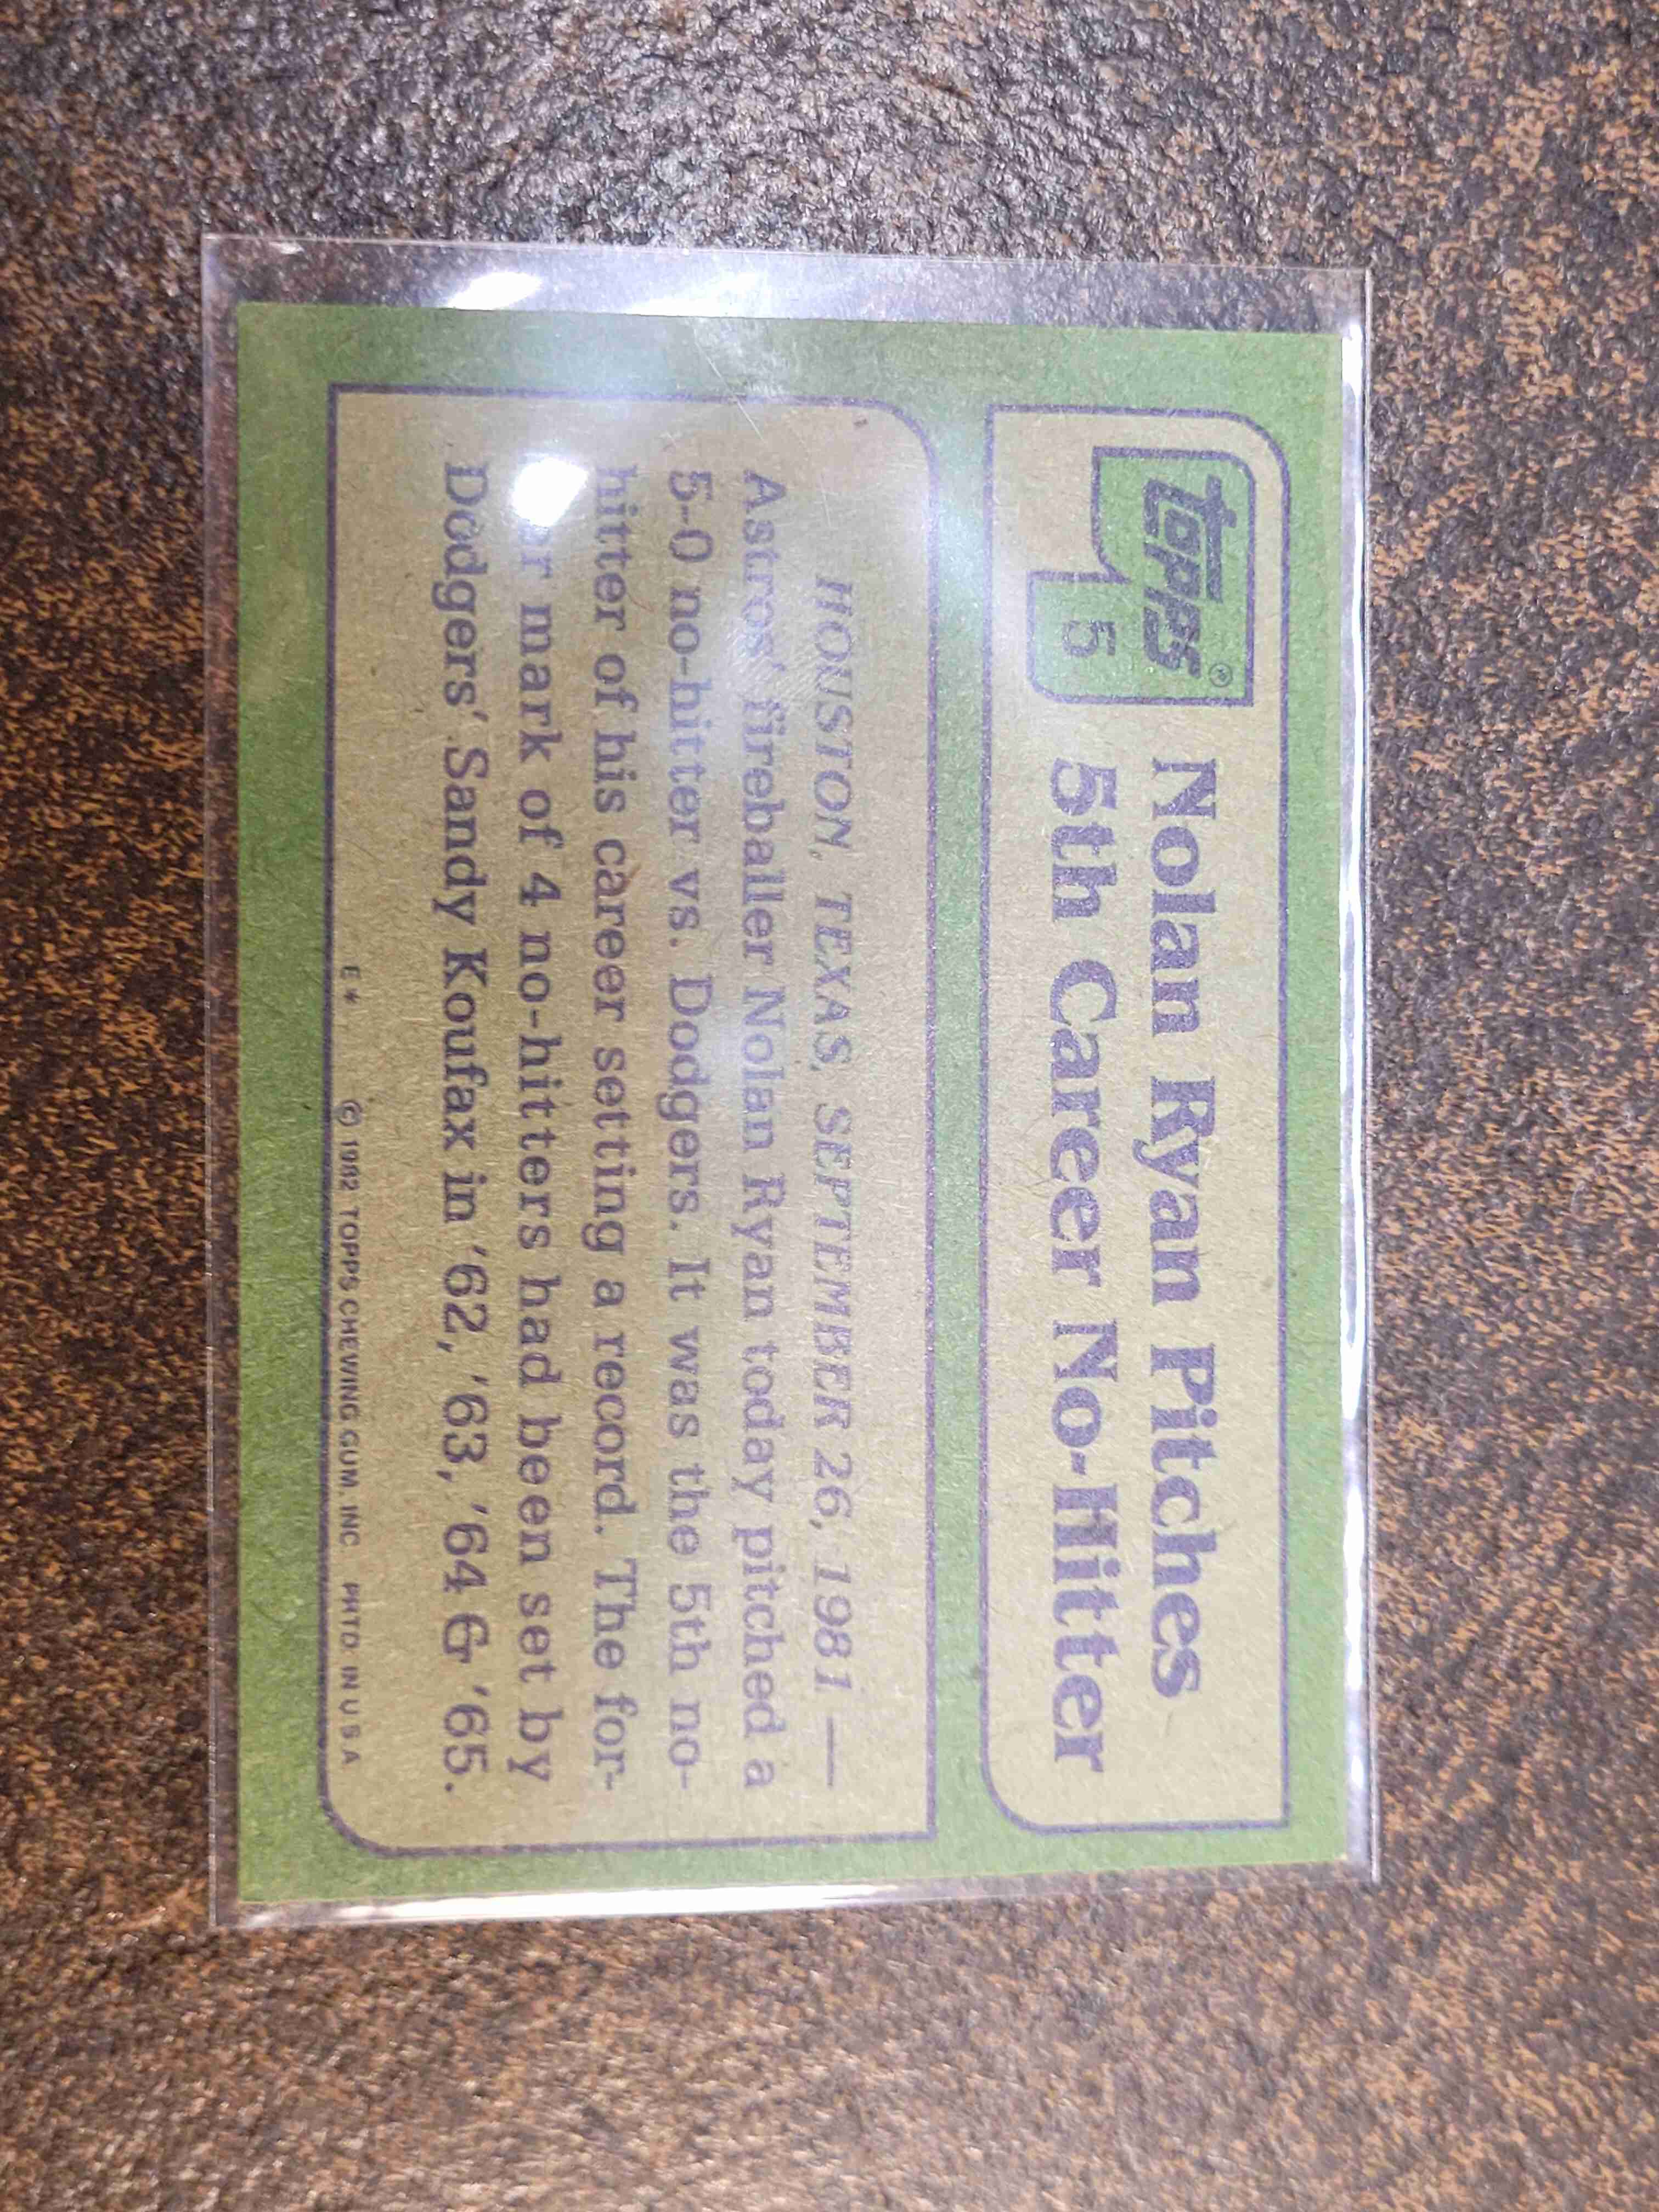 topps®
5
Nolan Ryan Pitches
5th Career No-Hitter
HOUSTON, TEXAS, SEPTEMBER 26, 1981 —
Astros' fireballer Nolan Ryan today pitched a
5-0 no-hitter vs. Dodgers. It was the 5th no-
hitter of his career setting a record. The for-
mark of 4 no-hitters had been set by
Dodgers' Sandy Koufax in '62, '63, '64 & '65.
E* © 1982 TOPPS CHEWING GUM, INC. PRTD. IN U.S.A.